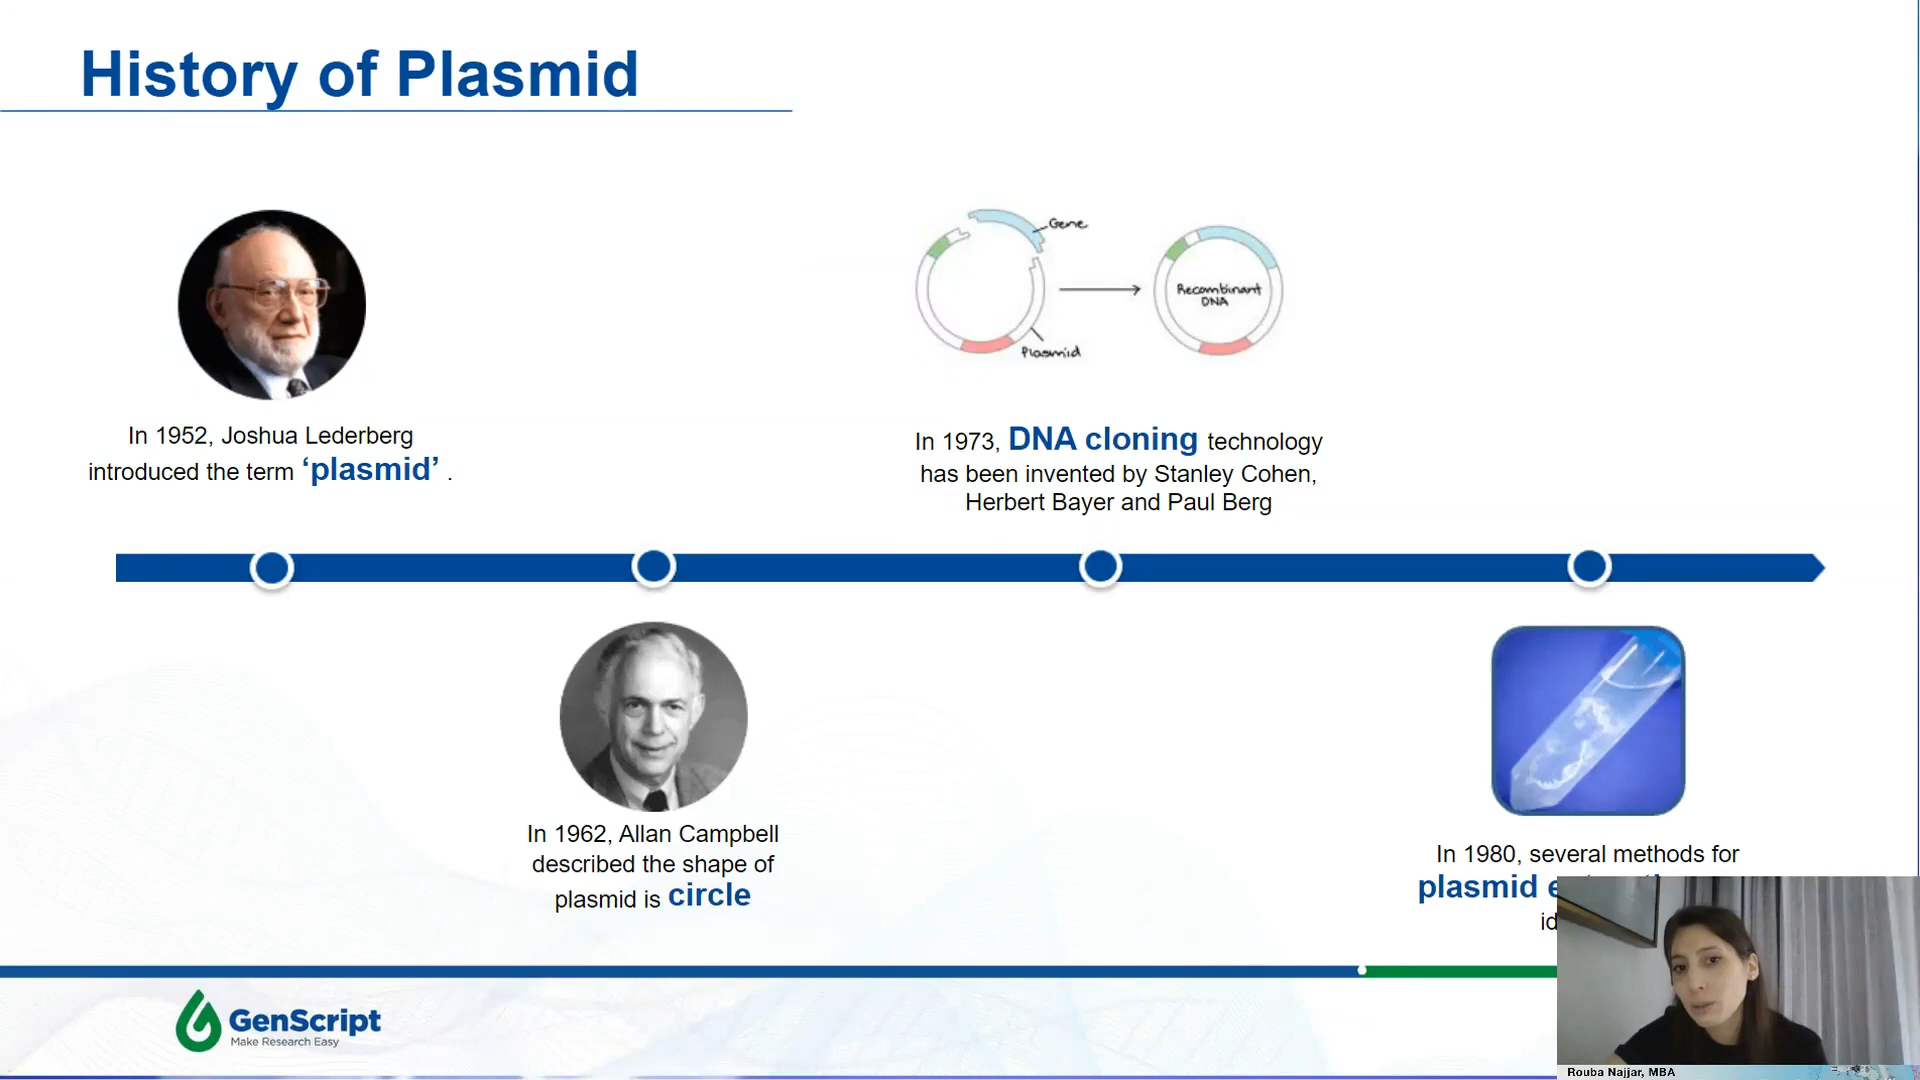 History of Plasmid
Gene
Plasmid
Recombinant
DNA
In 1952, Joshua Lederberg
introduced the term ‘plasmid’ .
In 1973, DNA cloning technology
has been invented by Stanley Cohen,
Herbert Bayer and Paul Berg
In 1962, Allan Campbell
described the shape of
plasmid is circle
In 1980, several methods for
plasmid
GenScript
Make Research Easy
Rouba Najjar, MBA